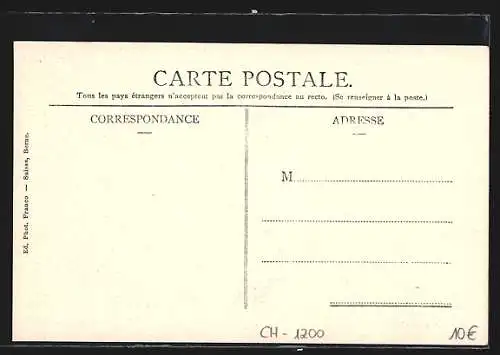 CARTE POSTALE.
Tous les pays étrangers n'acceptent pas la correspondance au recto. (Se renseigner à la poste.)
CORRESPONDANCE
ADRESSE
M
Ed. Phot. Franco — Suisse, Berne.
CH - 1200
10€